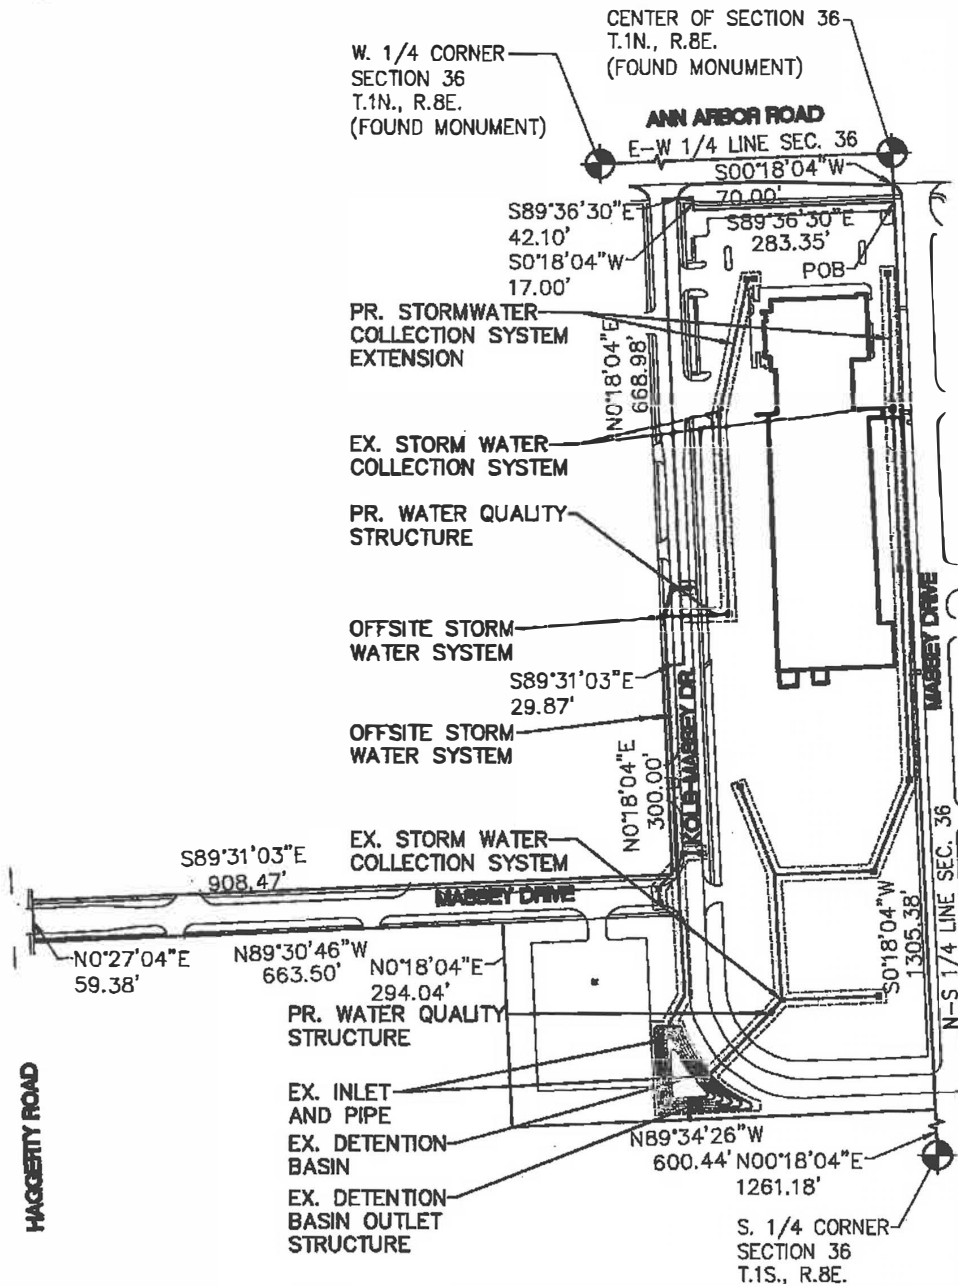 CENTER OF SECTION 36
T.1N., R.8E.
(FOUND MONUMENT)
W. 1/4 CORNER
SECTION 36
T.1N., R.8E.
(FOUND MONUMENT)
ANN ARBOR ROAD
E-W 1/4 LINE SEC. 36
S00°18'04"W
70.00'
S89°36'30"E
42.10'
S89°36'30"E
283.35'
S0°18'04"W
17.00'
POB
PR. STORMWATER
COLLECTION SYSTEM
EXTENSION
N0°18'04"E
668.98'
EX. STORM WATER
COLLECTION SYSTEM
PR. WATER QUALITY
STRUCTURE
OFFSITE STORM
WATER SYSTEM
MASSEY DRIVE
S89°31'03"E
29.87'
OFFSITE STORM
WATER SYSTEM
KOLB-MASSEY DR.
N0°18'04"E
300.00'
EX. STORM WATER
COLLECTION SYSTEM
S89°31'03"E
908.47'
MASSEY DRIVE
S0°18'04"W
1305.38'
N-S 1/4 LINE SEC. 36
N0°27'04"E
59.38'
N89°30'46"W
663.50'
N0°18'04"E
294.04'
PR. WATER QUALITY
STRUCTURE
EX. INLET
AND PIPE
EX. DETENTION
BASIN
EX. DETENTION
BASIN OUTLET
STRUCTURE
HAGGERTY ROAD
N89°34'26"W
600.44'
N00°18'04"E
1261.18'
S. 1/4 CORNER
SECTION 36
T.1S., R.8E.